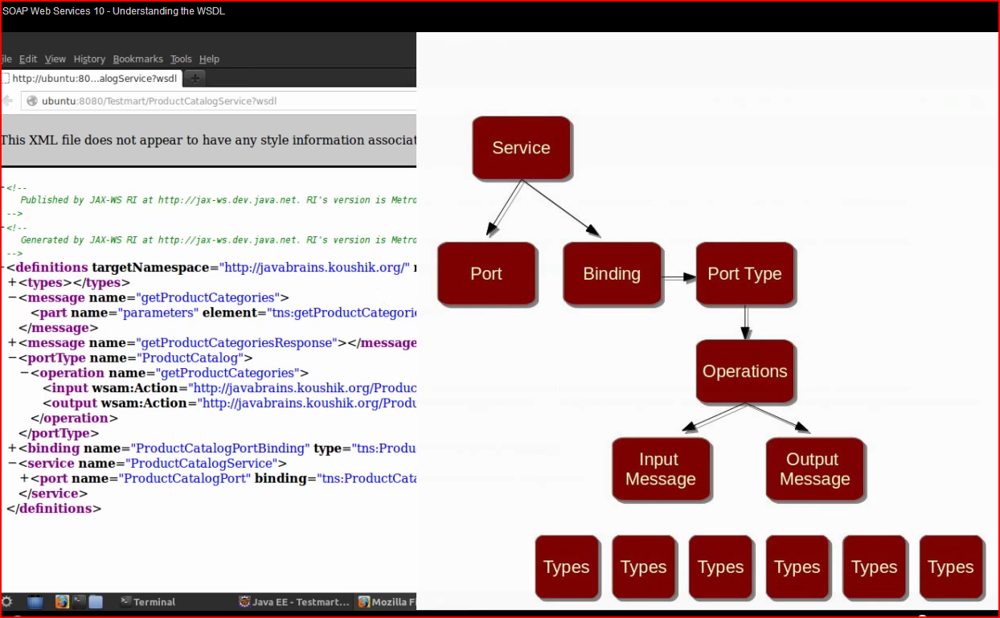 SOAP Web Services 10 - Understanding the WSDL
ile Edit View History Bookmarks Tools Help
http://ubuntu:80...alogService?wsdl
ubuntu:8080/Testmart/ProductCatalogService?wsdl
This XML file does not appear to have any style information associat
-<!--
Published by JAX-WS RI at http://jax-ws.dev.java.net. RI's version is Metro
-->
-<!--
Generated by JAX-WS RI at http://jax-ws.dev.java.net. RI's version is Metro
-->
-<definitions targetNamespace="http://javabrains.koushik.org/"
+<types></types>
-<message name="getProductCategories">
<part name="parameters" element="tns:getProductCategorie
</message>
+<message name="getProductCategoriesResponse"></message
-<portType name="ProductCatalog">
-<operation name="getProductCategories">
<input wsam:Action="http://javabrains.koushik.org/Produc
<output wsam:Action="http://javabrains.koushik.org/Produ
</operation>
</portType>
+<binding name="ProductCatalogPortBinding" type="tns:Produ
-<service name="ProductCatalogService">
+<port name="ProductCatalogPort" binding="tns:ProductCata
</service>
</definitions>
Terminal
Java EE - Testmart...
Mozilla Fi
Service
Port
Binding
Port Type
Operations
Input
Message
Output
Message
Types
Types
Types
Types
Types
Types